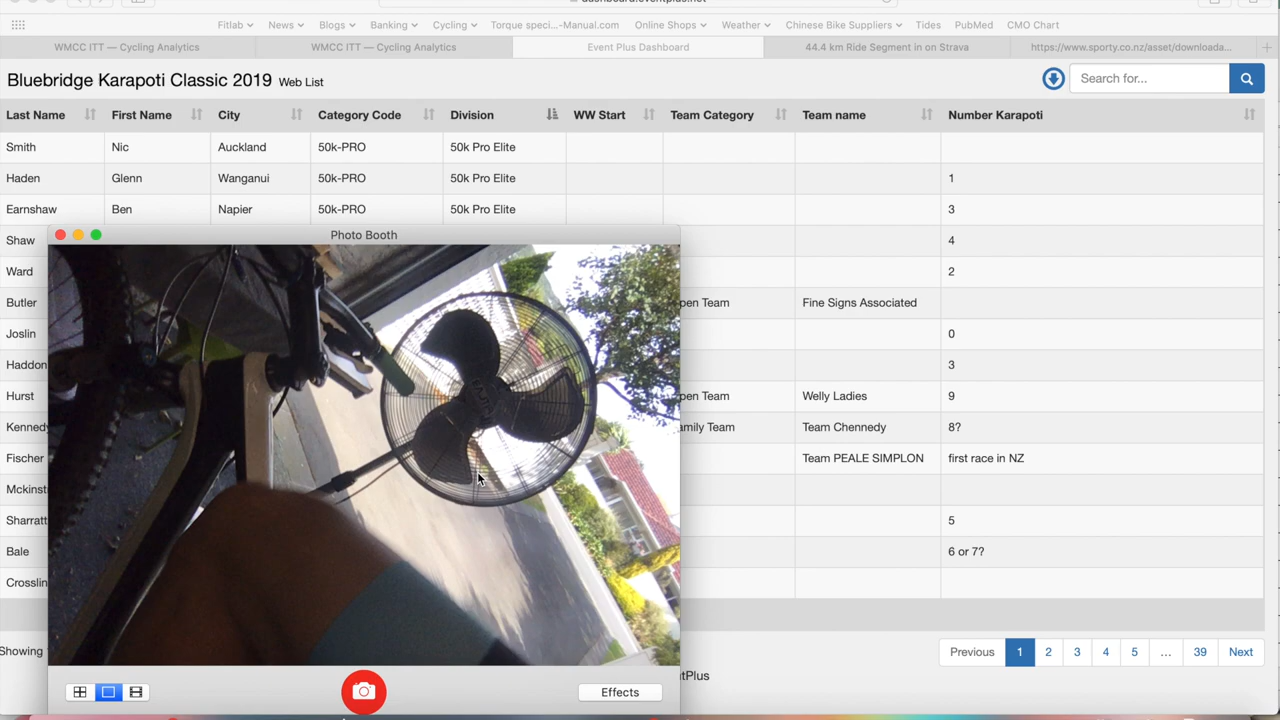 Fitlab News Blogs Banking Cycling Torque speci...-Manual.com Online Shops Weather Chinese Bike Suppliers Tides PubMed CMO Chart
WMCC ITT — Cycling Analytics WMCC ITT — Cycling Analytics Event Plus Dashboard 44.4 km Ride Segment in on Strava https://www.sporty.co.nz/asset/downloada...
Bluebridge Karapoti Classic 2019 Web List Search for...
Last Name First Name City Category Code Division WW Start Team Category Team name Number Karapoti
Smith Nic Auckland 50k-PRO 50k Pro Elite
Haden Glenn Wanganui 50k-PRO 50k Pro Elite 1
Earnshaw Ben Napier 50k-PRO 50k Pro Elite 3
Shaw 4
Photo Booth
Ward 2
Butler pen Team Fine Signs Associated
Joslin 0
Haddon 3
Hurst pen Team Welly Ladies 9
Kennedy amily Team Team Chennedy 8?
Fischer Team PEALE SIMPLON first race in NZ
Mckinst
Sharratt 5
Bale 6 or 7?
Crosslin
Showing Previous 1 2 3 4 5 ... 39 Next
ntPlus
Effects